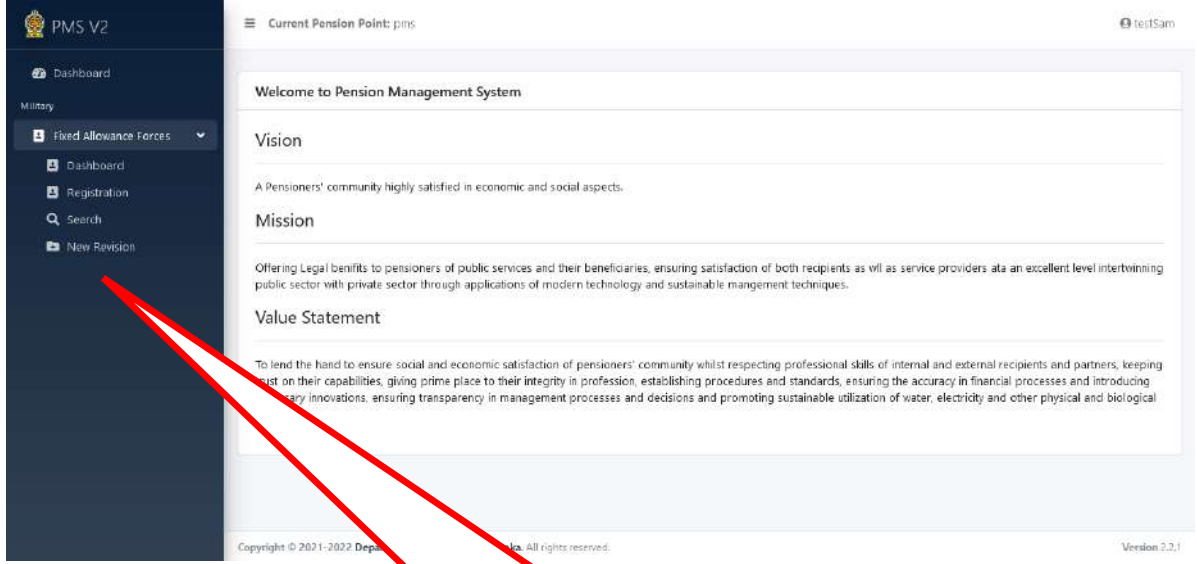 PMS V2
Current Pension Point: pms
testSam
Dashboard
Military
Fixed Allowance Forces
Dashboard
Registration
Search
New Revision
Welcome to Pension Management System
Vision
A Pensioners' community highly satisfied in economic and social aspects.
Mission
Offering Legal benifits to pensioners of public services and their beneficiaries, ensuring satisfaction of both recipients as wll as service providers ata an excellent level intertwinning
public sector with private sector through applications of modern technology and sustainable mangement techniques.
Value Statement
To lend the hand to ensure social and economic satisfaction of pensioners' community whilst respecting professional skills of internal and external recipients and partners, keeping
on their capabilities, giving prime place to their integrity in profession, establishing procedures and standards, ensuring the accuracy in financial processes and introducing
innovations, ensuring transparency in management processes and decisions and promoting sustainable utilization of water, electricity and other physical and biological
Copyright © 2021-2022 All rights reserved.
Version 2.2.1